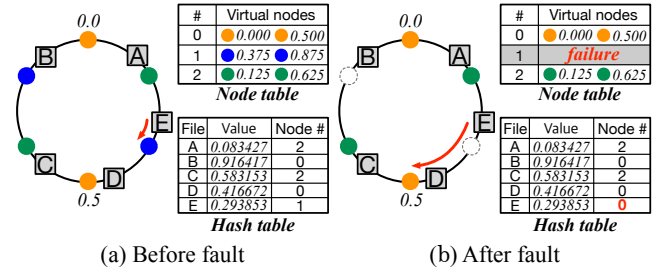 0.0
B
A
E
C
D
0.5
# Virtual nodes
0 0.000 0.500
1 0.375 0.875
2 0.125 0.625
Node table
File Value Node #
A 0.083427 2
B 0.916417 0
C 0.583153 2
D 0.416672 0
E 0.293853 1
Hash table
(a) Before fault
0.0
B
A
E
C
D
0.5
# Virtual nodes
0 0.000 0.500
1 failure
2 0.125 0.625
Node table
File Value Node #
A 0.083427 2
B 0.916417 0
C 0.583153 2
D 0.416672 0
E 0.293853 0
Hash table
(b) After fault